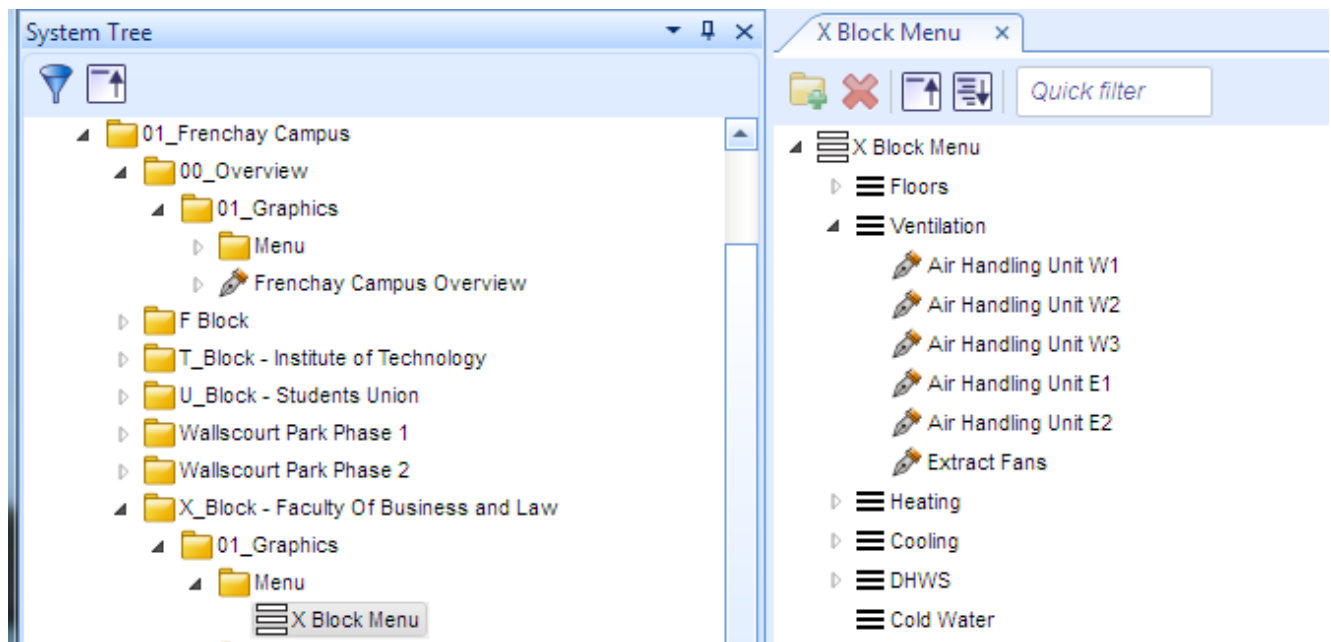 System Tree
01_Frenchay Campus
00_Overview
01_Graphics
Menu
Frenchay Campus Overview
F Block
T_Block - Institute of Technology
U_Block - Students Union
Wallscourt Park Phase 1
Wallscourt Park Phase 2
X_Block - Faculty Of Business and Law
01_Graphics
Menu
X Block Menu
X Block Menu
Quick filter
X Block Menu
Floors
Ventilation
Air Handling Unit W1
Air Handling Unit W2
Air Handling Unit W3
Air Handling Unit E1
Air Handling Unit E2
Extract Fans
Heating
Cooling
DHWS
Cold Water